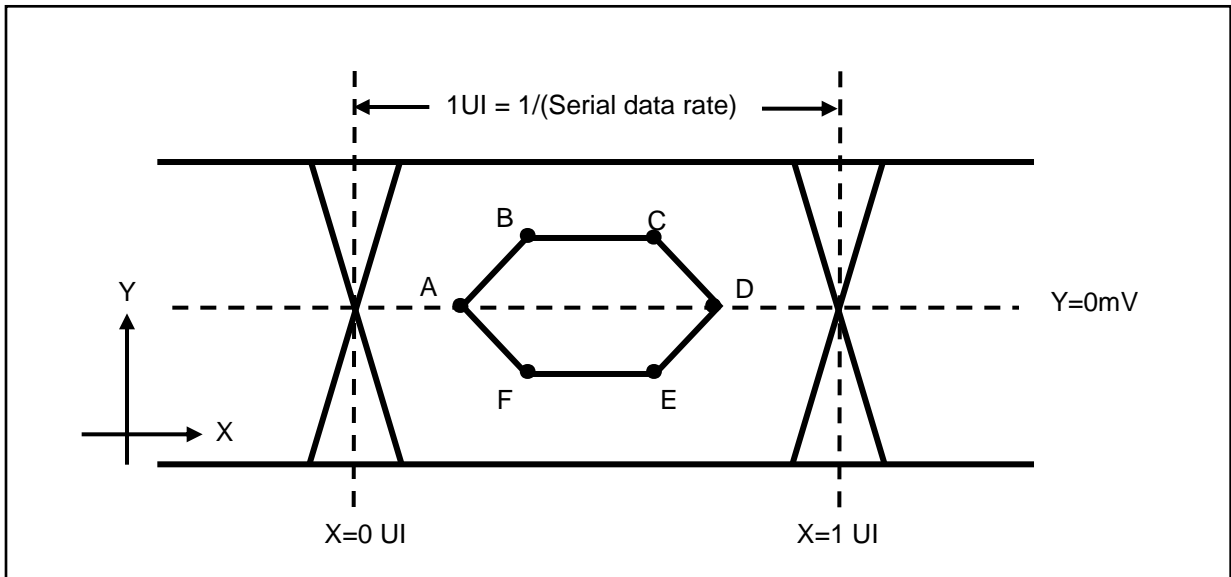 1UI = 1/(Serial data rate)
B
C
Y
A
D
Y=0mV
F
E
X
X=0 UI
X=1 UI